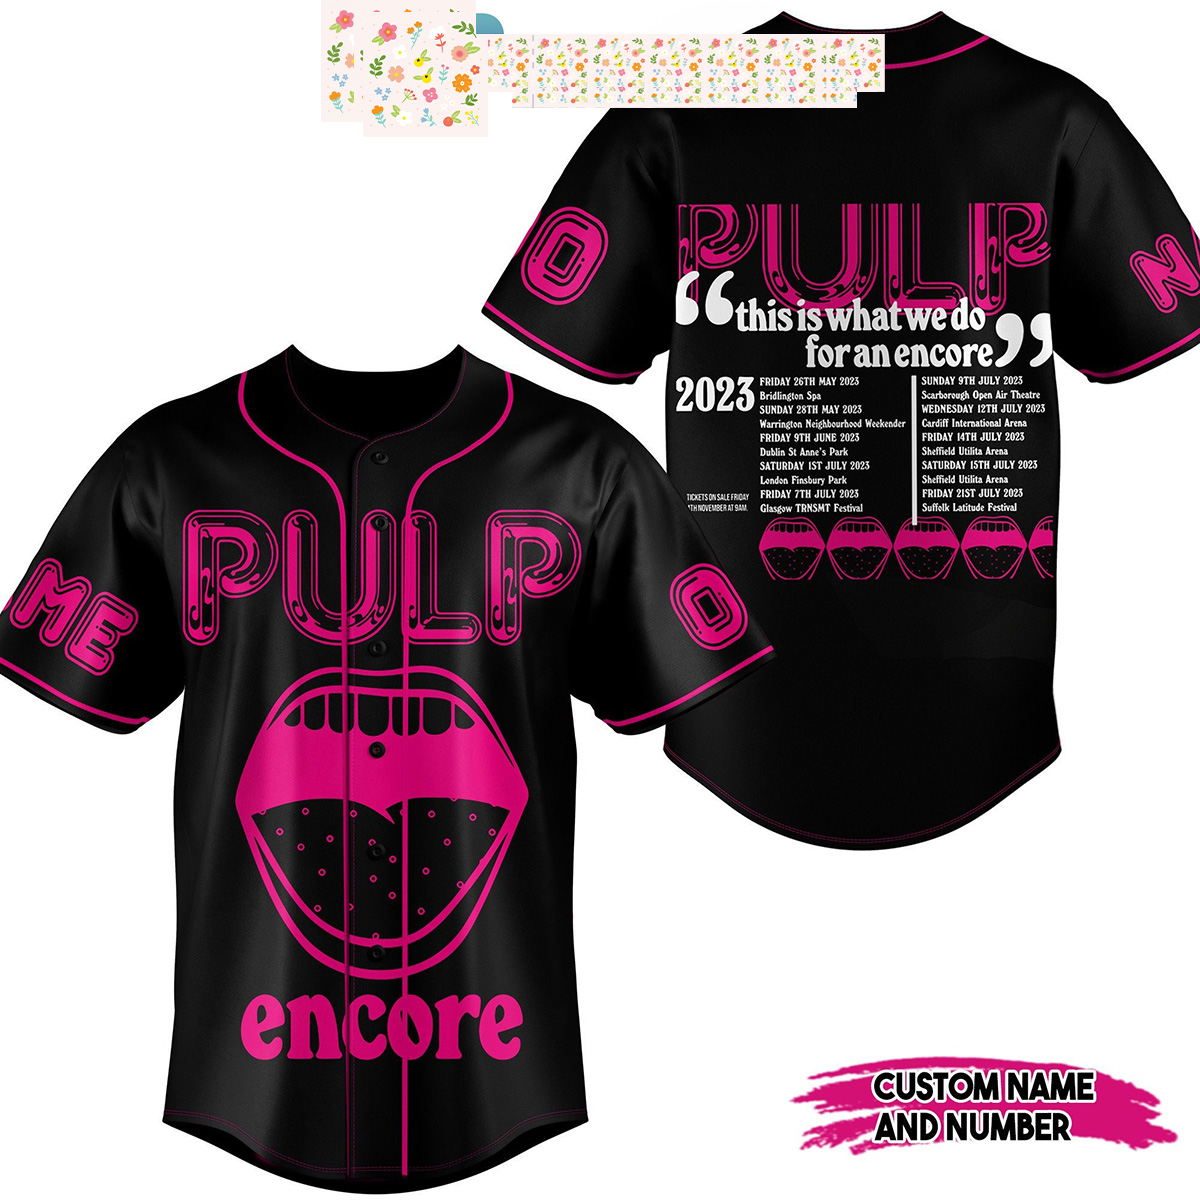 PULP
“this is what we do
for an encore”
2023
FRIDAY 26TH MAY 2023
Bridlington Spa
SUNDAY 28TH MAY 2023
Warrington Neighbourhood Weekender
FRIDAY 9TH JUNE 2023
Dublin St Anne's Park
SATURDAY 1ST JULY 2023
London Finsbury Park
FRIDAY 7TH JULY 2023
Glasgow TRNSMT Festival
SUNDAY 9TH JULY 2023
Scarborough Open Air Theatre
WEDNESDAY 12TH JULY 2023
Cardiff International Arena
FRIDAY 14TH JULY 2023
Sheffield Utilita Arena
SATURDAY 15TH JULY 2023
Sheffield Utilita Arena
FRIDAY 21ST JULY 2023
Suffolk Latitude Festival
TICKETS ON SALE FRIDAY
TH NOVEMBER AT 9AM.
0
N
PULP
ME
0
encore
CUSTOM NAME
AND NUMBER